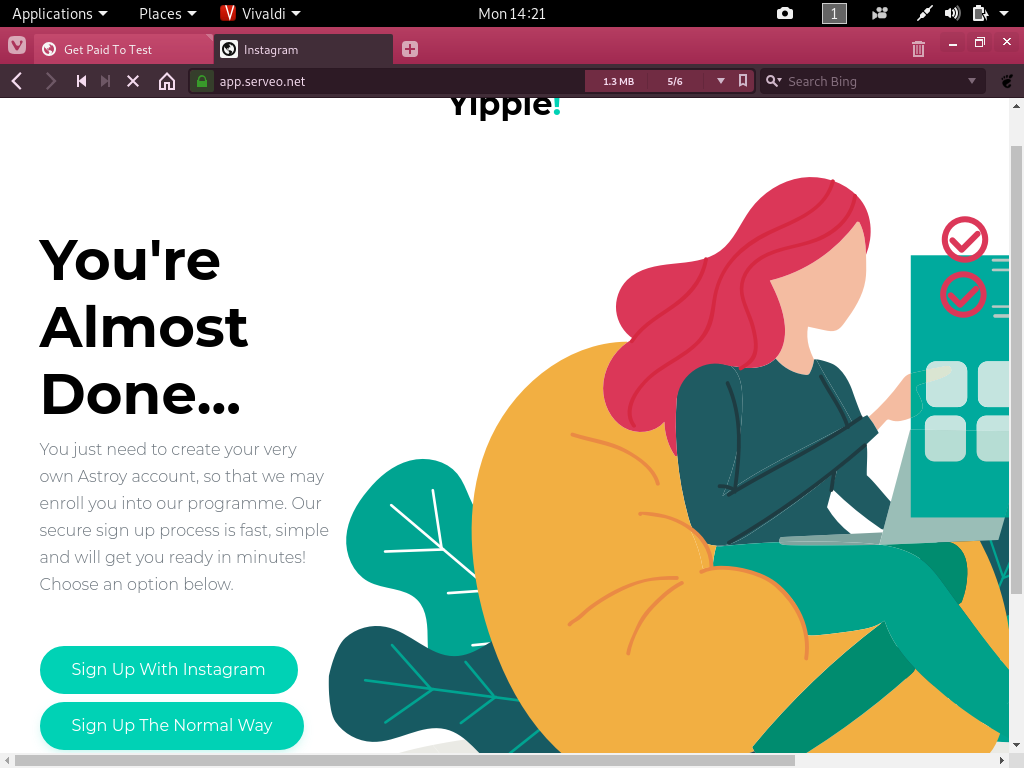 Applications Places Vivaldi Mon 14:21 1
Get Paid To Test Instagram
app.serveo.net 1.3 MB 5/6 Search Bing
Yippie!
You're
Almost
Done...
You just need to create your very
own Astroy account, so that we may
enroll you into our programme. Our
secure sign up process is fast, simple
and will get you ready in minutes!
Choose an option below.
Sign Up With Instagram
Sign Up The Normal Way